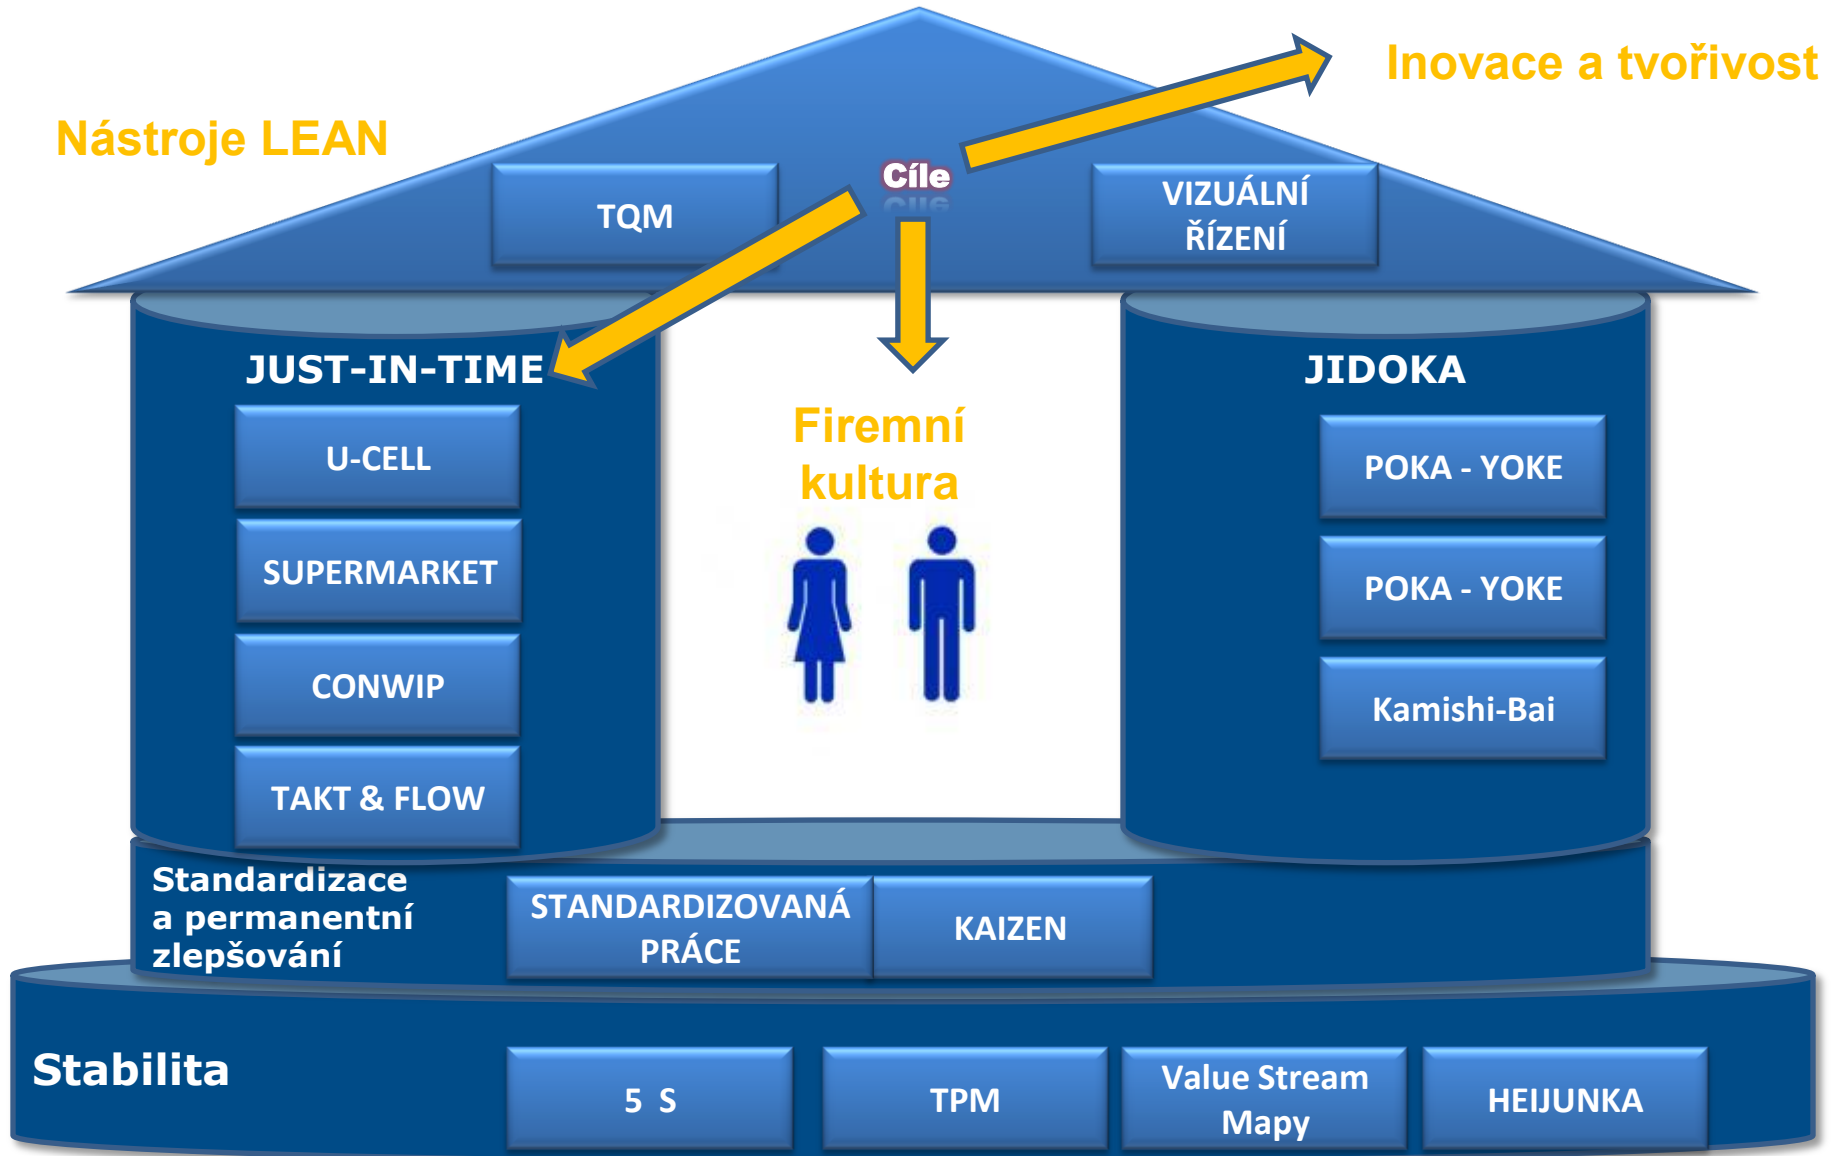 Inovace a tvořivost
Nástroje LEAN
Cíle
TQM
VIZUÁLNÍ
ŘÍZENÍ
JUST-IN-TIME
U-CELL
SUPERMARKET
CONWIP
TAKT & FLOW
Firemní
kultura
JIDOKA
POKA - YOKE
POKA - YOKE
Kamishi-Bai
Standardizace
a permanentní
zlepšování
STANDARDIZOVANÁ
PRÁCE
KAIZEN
Stabilita
5 S
TPM
Value Stream
Mapy
HEIJUNKA